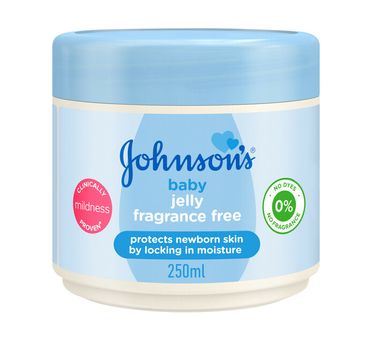 Johnson's®
baby
jelly
fragrance free
CLINICALLY
mildness
PROVEN*
NO DYES
0%
NO FRAGRANCE
protects newborn skin
by locking in moisture
250ml